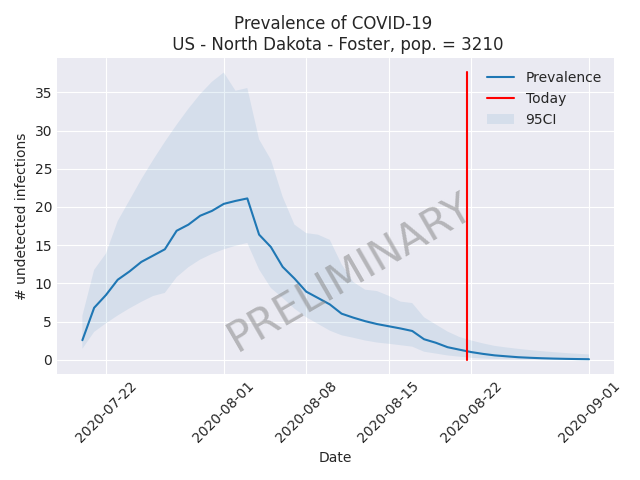 Prevalence of COVID-19
US - North Dakota - Foster, pop. = 3210
Prevalence
Today
95CI
PRELIMINARY
# undetected infections
35
30
25
20
15
10
5
0
2020-07-22
2020-08-01
2020-08-08
2020-08-15
2020-08-22
2020-09-01
Date